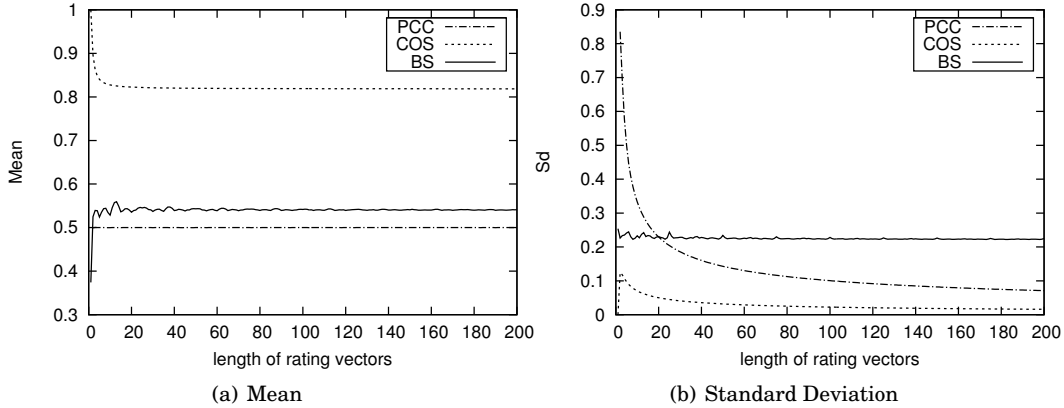 1
0.9
0.8
0.7
0.6
0.5
0.4
0.3
Mean
PCC
COS
BS
0 20 40 60 80 100 120 140 160 180 200
length of rating vectors
(a) Mean
0.9
0.8
0.7
0.6
0.5
0.4
0.3
0.2
0.1
0
Sd
PCC
COS
BS
0 20 40 60 80 100 120 140 160 180 200
length of rating vectors
(b) Standard Deviation